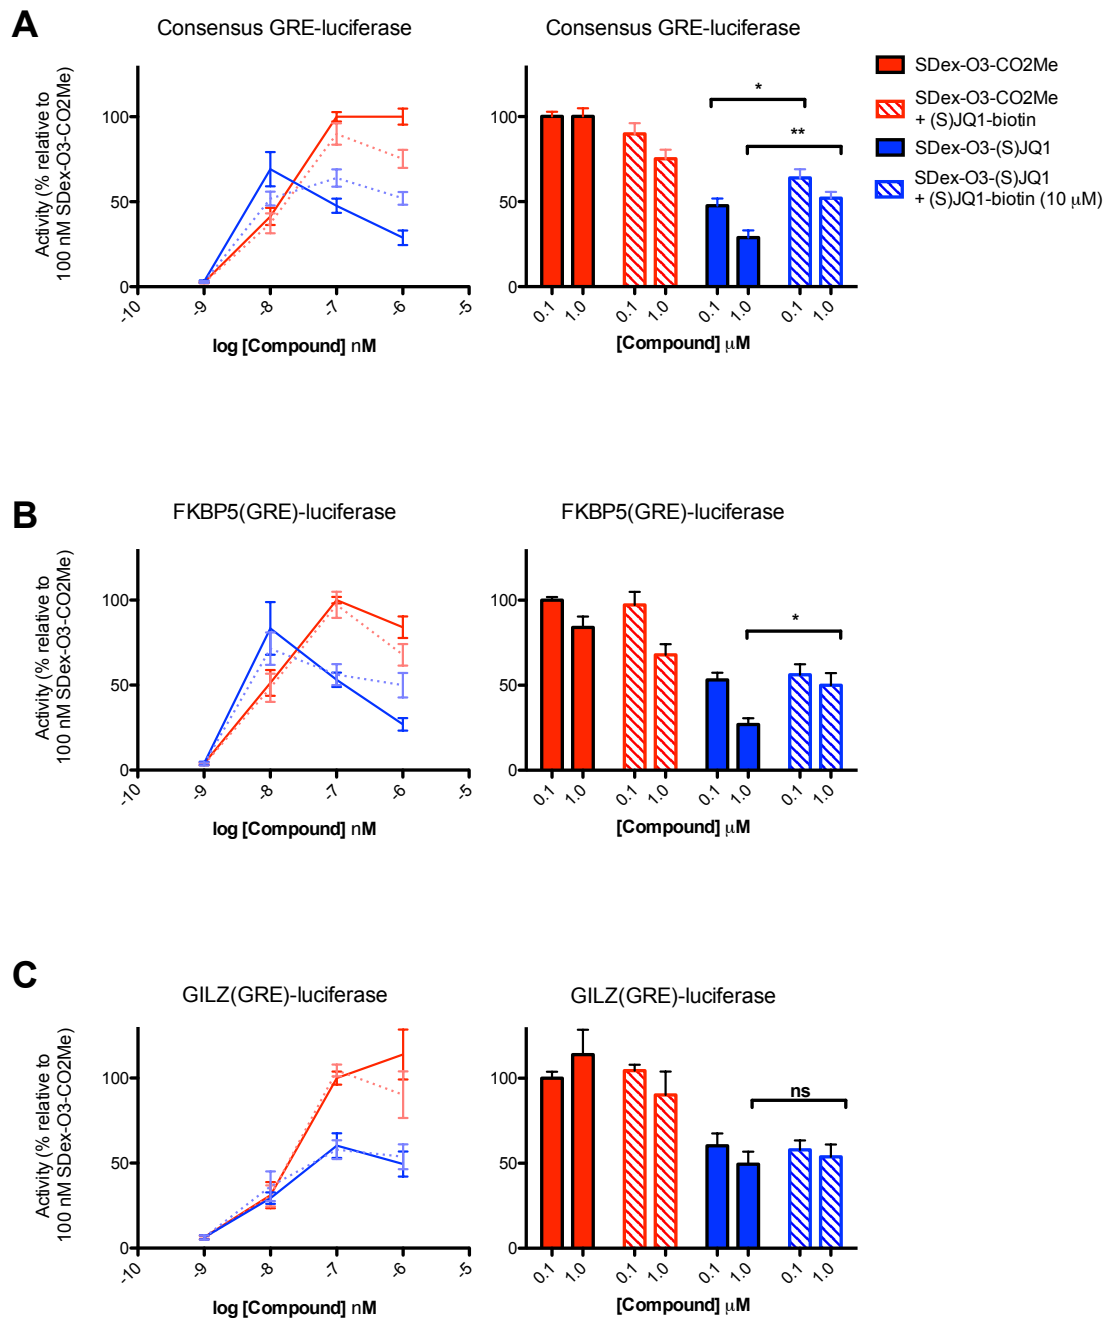 A
Consensus GRE-luciferase
Consensus GRE-luciferase
Activity (% relative to
100 nM SDex-O3-CO2Me)
100
50
0
-10
-9
-8
-7
-6
-5
log [Compound] nM
100
50
0
*
**
0.1
1.0
0.1
1.0
0.1
1.0
0.1
1.0
[Compound] μM
SDex-O3-CO2Me
SDex-O3-CO2Me
+ (S)JQ1-biotin
SDex-O3-(S)JQ1
SDex-O3-(S)JQ1
+ (S)JQ1-biotin (10 μM)
B
FKBP5(GRE)-luciferase
FKBP5(GRE)-luciferase
Activity (% relative to
100 nM SDex-O3-CO2Me)
100
50
0
-10
-9
-8
-7
-6
-5
log [Compound] nM
100
50
0
*
0.1
1.0
0.1
1.0
0.1
1.0
0.1
1.0
[Compound] μM
C
GILZ(GRE)-luciferase
GILZ(GRE)-luciferase
Activity (% relative to
100 nM SDex-O3-CO2Me)
100
50
0
-10
-9
-8
-7
-6
-5
log [Compound] nM
100
50
0
ns
0.1
1.0
0.1
1.0
0.1
1.0
0.1
1.0
[Compound] μM